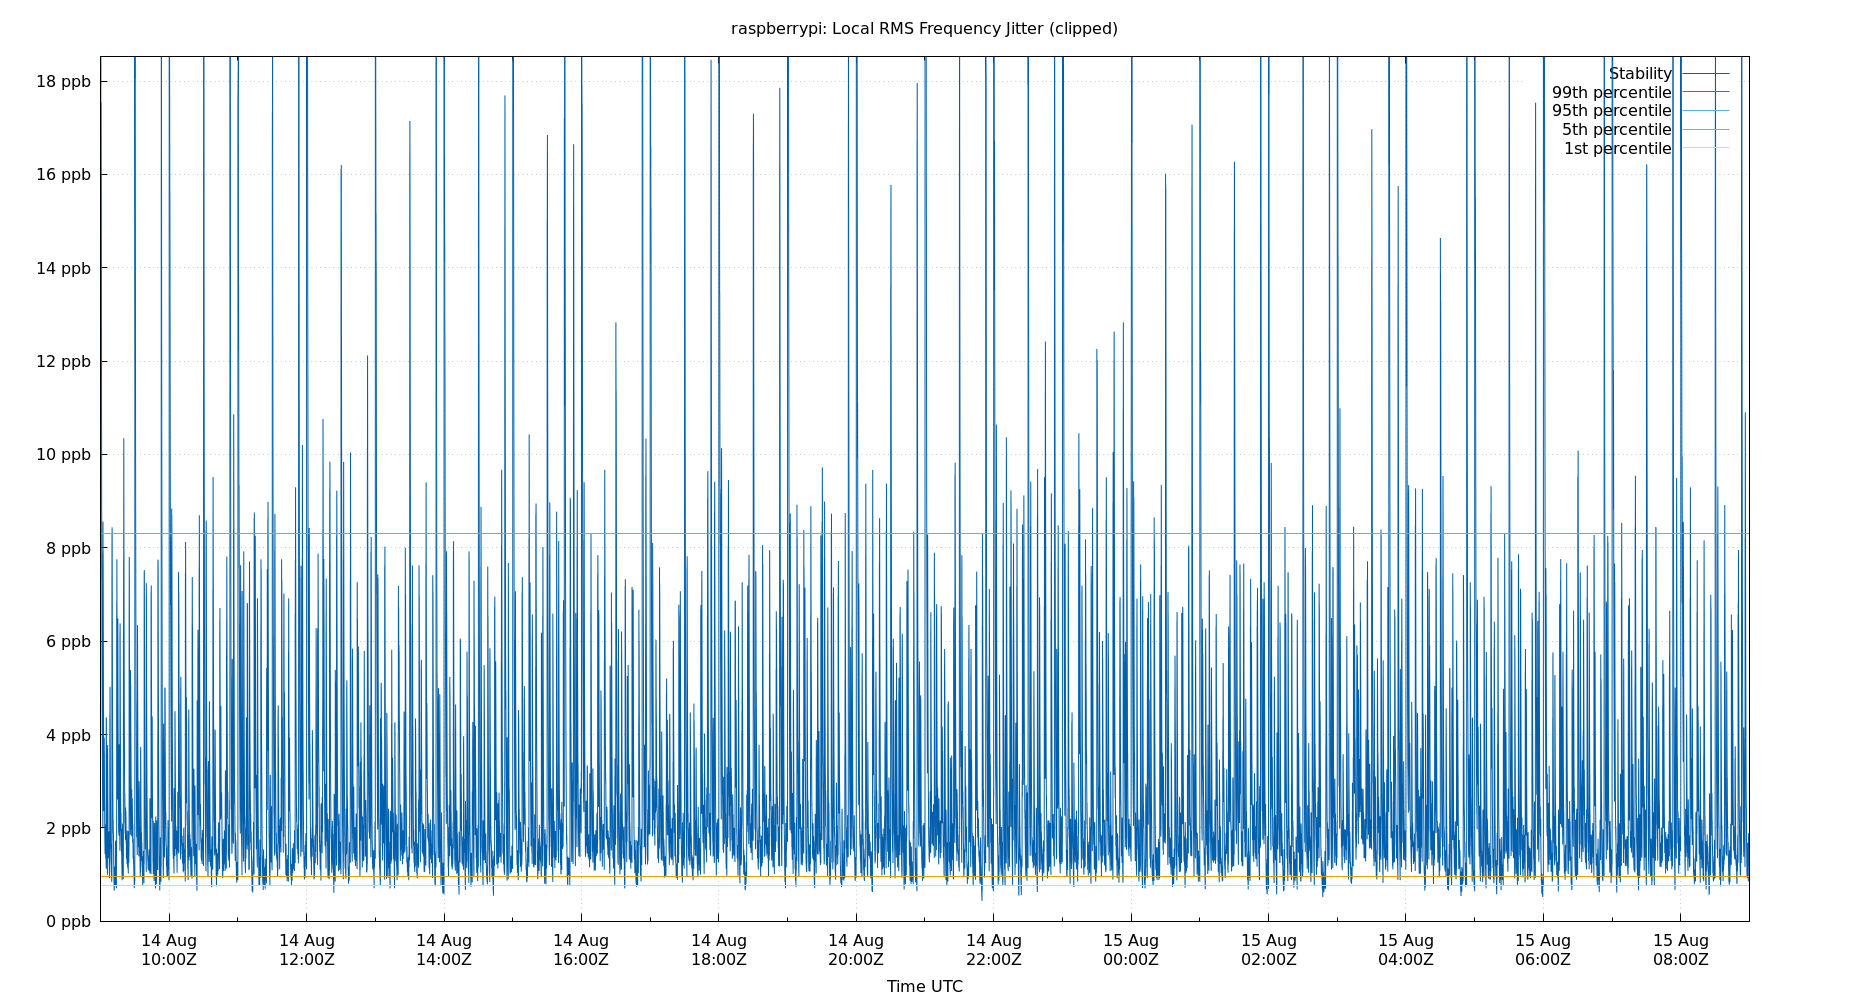 raspberrypi: Local RMS Frequency Jitter (clipped)
18 ppb
16 ppb
14 ppb
12 ppb
10 ppb
8 ppb
6 ppb
4 ppb
2 ppb
0 ppb
Stability
99th percentile
95th percentile
5th percentile
1st percentile
14 Aug 14 Aug 14 Aug 14 Aug 14 Aug 14 Aug 14 Aug 15 Aug 15 Aug 15 Aug 15 Aug 15 Aug
10:00Z 12:00Z 14:00Z 16:00Z 18:00Z 20:00Z 22:00Z 00:00Z 02:00Z 04:00Z 06:00Z 08:00Z
Time UTC